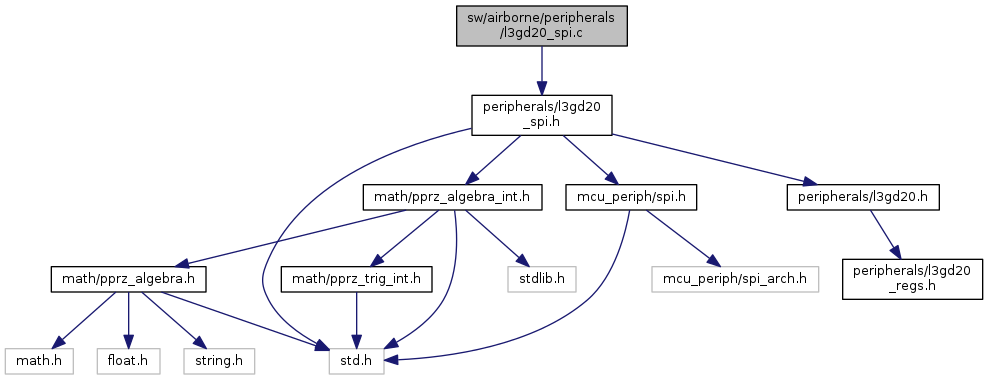 sw/airborne/peripherals
/l3gd20_spi.c
peripherals/l3gd20
_spi.h
math/pprz_algebra_int.h
mcu_periph/spi.h
peripherals/l3gd20.h
math/pprz_algebra.h
math/pprz_trig_int.h
stdlib.h
mcu_periph/spi_arch.h
peripherals/l3gd20
_regs.h
math.h
float.h
string.h
std.h